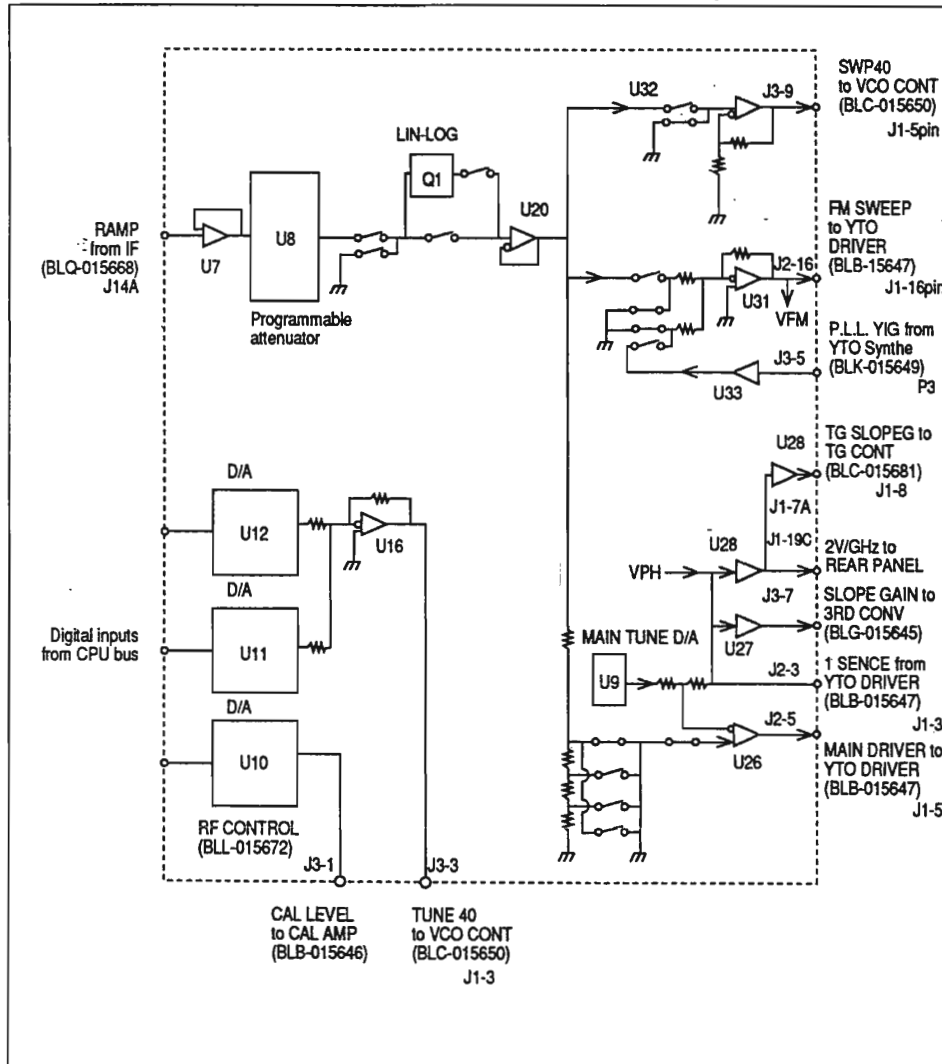 SWP40
to VCO CONT
(BLC-015650)
J1-5pin
U32
J3-9
LIN-LOG
Q1
U20
RAMP
from IF
(BLQ-015668)
J14A
U7
U8
Programmable
attenuator
FM SWEEP
to YTO
DRIVER
(BLB-15647)
J1-16pin
J2-16
U31
VFM
P.L.L. YIG from
YTO Synthe
(BLK-015649)
P3
J3-5
U33
TG SLOPEG to
TG CONT
(BLC-015681)
J1-8
U28
J1-7A
J1-19C
2V/GHz to
REAR PANEL
U28
VPH
J3-7
SLOPE GAIN to
3RD CONV
(BLG-015645)
U27
MAIN TUNE D/A
U9
J2-3
1 SENCE from
YTO DRIVER
(BLB-015647)
J1-3
J2-5
U26
MAIN DRIVER to
YTO DRIVER
(BLB-015647)
J1-5
Digital inputs
from CPU bus
D/A
U12
U16
D/A
U11
D/A
U10
RF CONTROL
(BLL-015672)
J3-1
J3-3
CAL LEVEL
to CAL AMP
(BLB-015646)
TUNE 40
to VCO CONT
(BLC-015650)
J1-3